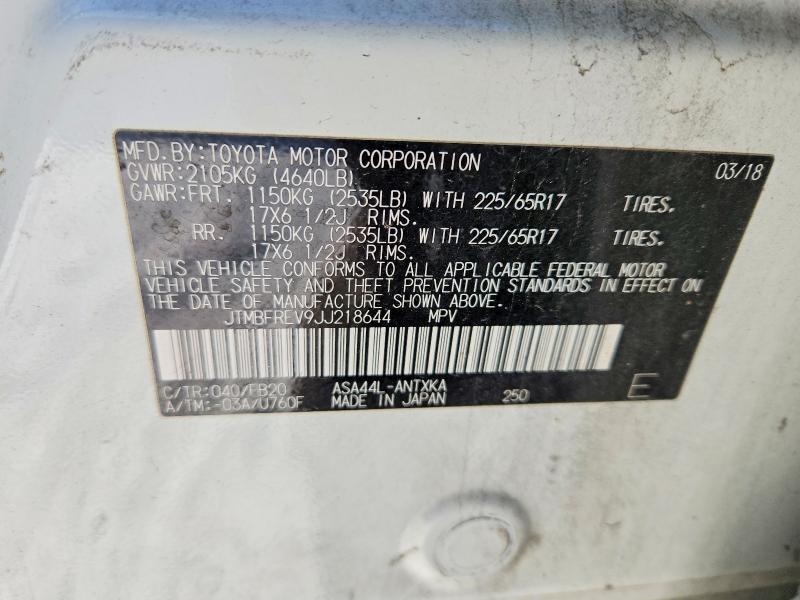 MFD.BY:TOYOTA MOTOR CORPORATION 03/18
GVWR:2105KG (4640LB)
GAWR:FRT. 1150KG (2535LB) WITH 225/65R17 TIRES.
17X6 1/2J RIMS.
RR. 1150KG (2535LB) WITH 225/65R17 TIRES.
17X6 1/2J RIMS.
THIS VEHICLE CONFORMS TO ALL APPLICABLE FEDERAL MOTOR
VEHICLE SAFETY AND THEFT PREVENTION STANDARDS IN EFFECT ON
THE DATE OF MANUFACTURE SHOWN ABOVE.
JTMBFREV9JJ218644 MPV
C/TR:040/FB20 ASA44L-ANTXKA
A/TM:-03A/U760F MADE IN JAPAN 250 E